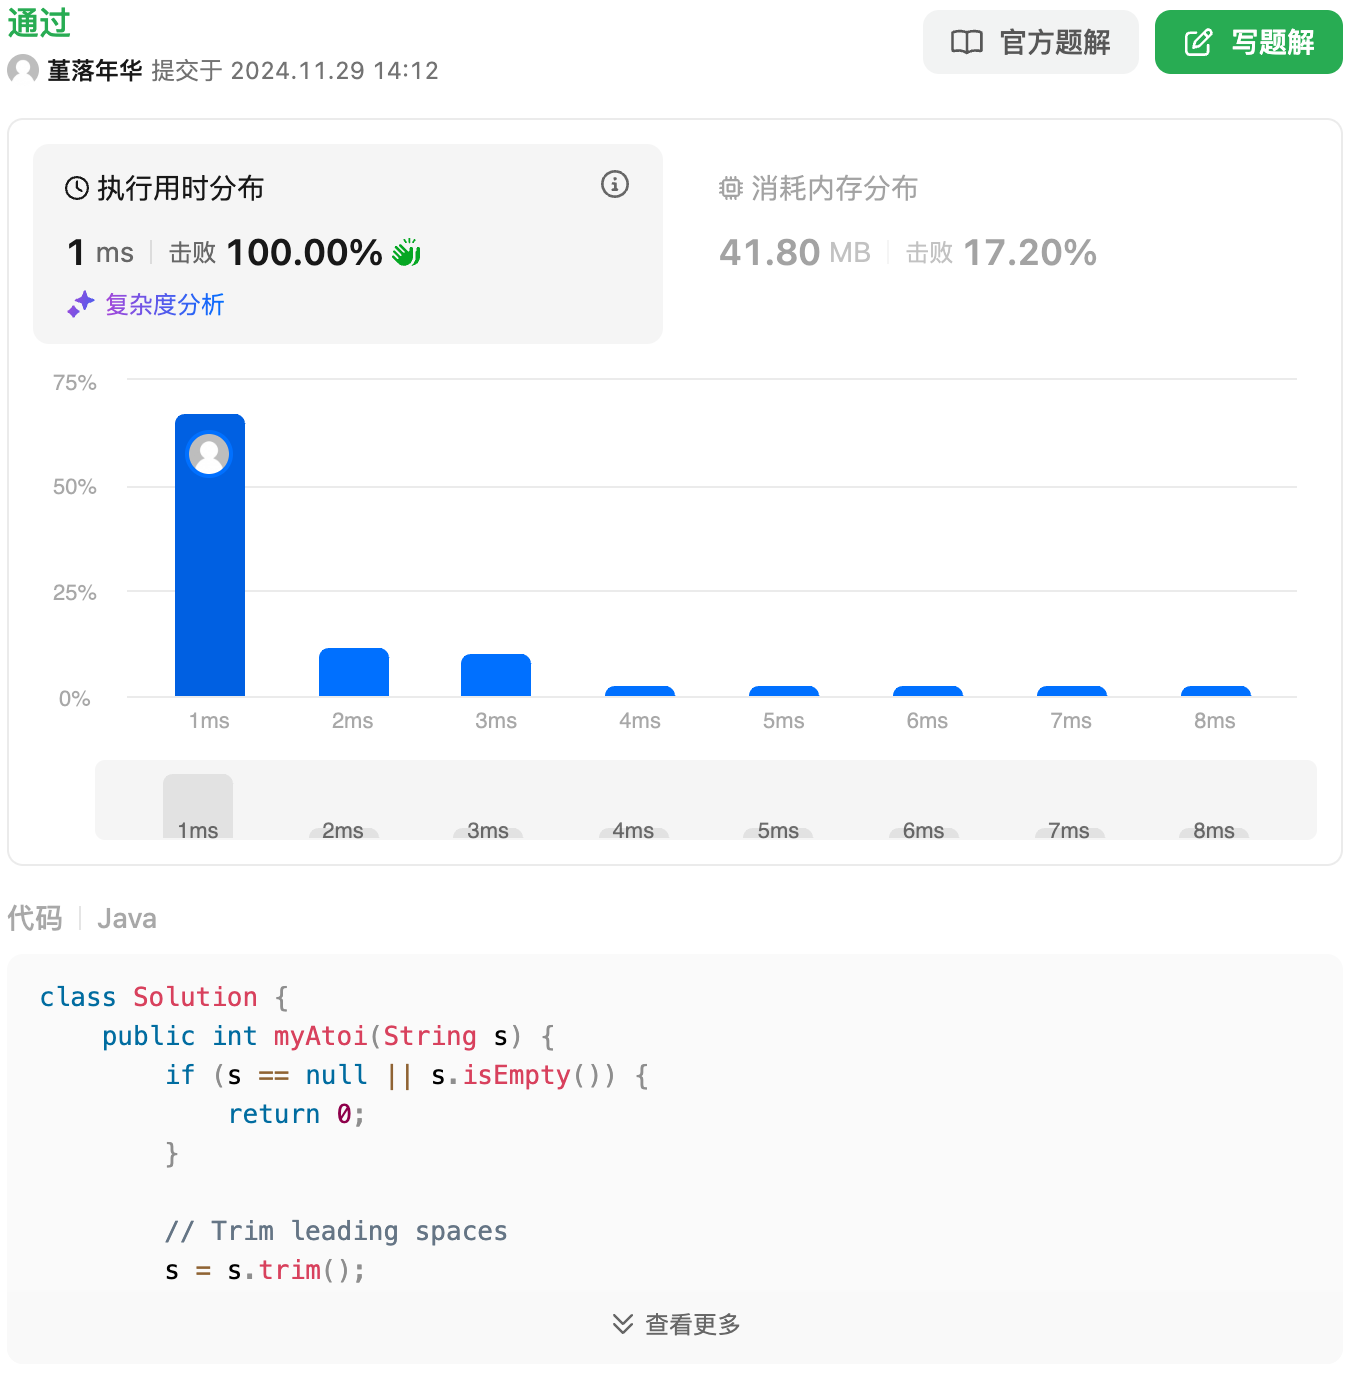 通过
官方题解
写题解
堇落年华 提交于 2024.11.29 14:12
执行用时分布
1 ms 击败 100.00%
复杂度分析
消耗内存分布
41.80 MB 击败 17.20%
75%
50%
25%
0%
1ms 2ms 3ms 4ms 5ms 6ms 7ms 8ms
1ms 2ms 3ms 4ms 5ms 6ms 7ms 8ms
代码 Java
class Solution {
    public int myAtoi(String s) {
        if (s == null || s.isEmpty()) {
            return 0;
        }
        // Trim leading spaces
        s = s.trim();
查看更多